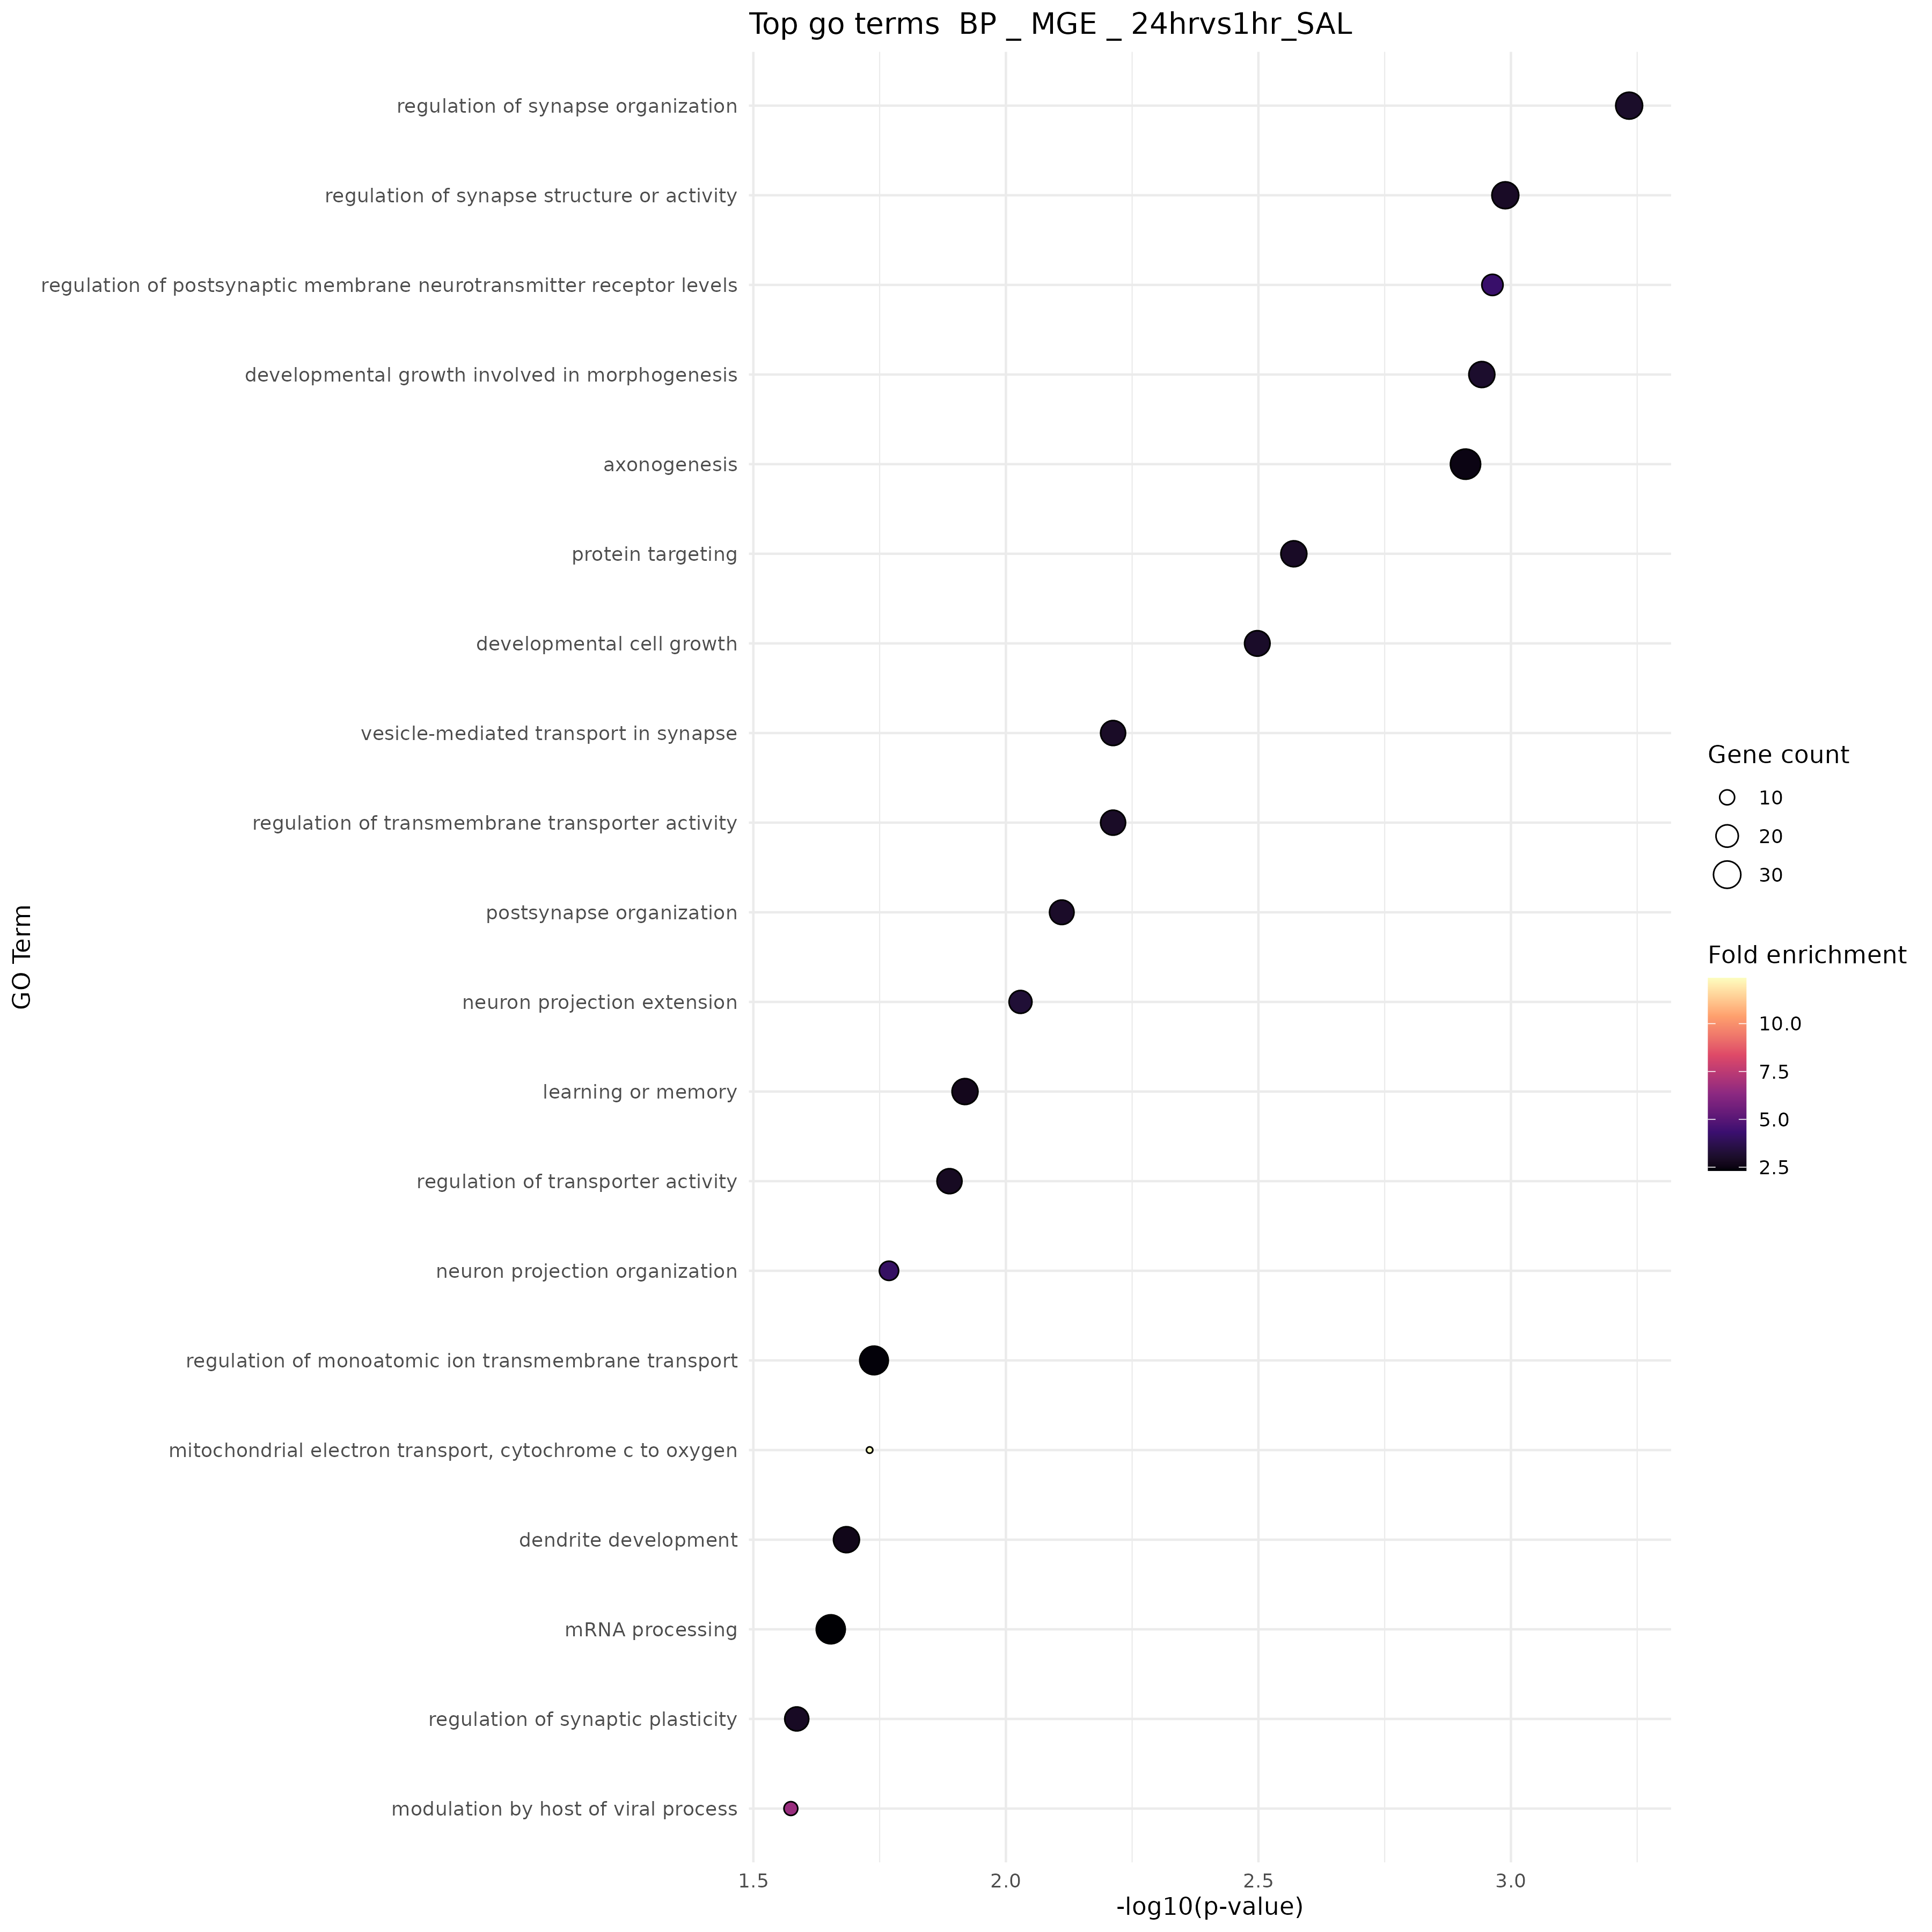 Top go terms  BP _ MGE _ 24hrvs1hr_SAL
regulation of synapse organization
regulation of synapse structure or activity
regulation of postsynaptic membrane neurotransmitter receptor levels
developmental growth involved in morphogenesis
axonogenesis
protein targeting
developmental cell growth
vesicle-mediated transport in synapse
regulation of transmembrane transporter activity
postsynapse organization
neuron projection extension
learning or memory
regulation of transporter activity
neuron projection organization
regulation of monoatomic ion transmembrane transport
mitochondrial electron transport, cytochrome c to oxygen
dendrite development
mRNA processing
regulation of synaptic plasticity
modulation by host of viral process
GO Term
1.5
2.0
2.5
3.0
-log10(p-value)
Gene count
10
20
30
Fold enrichment
10.0
7.5
5.0
2.5